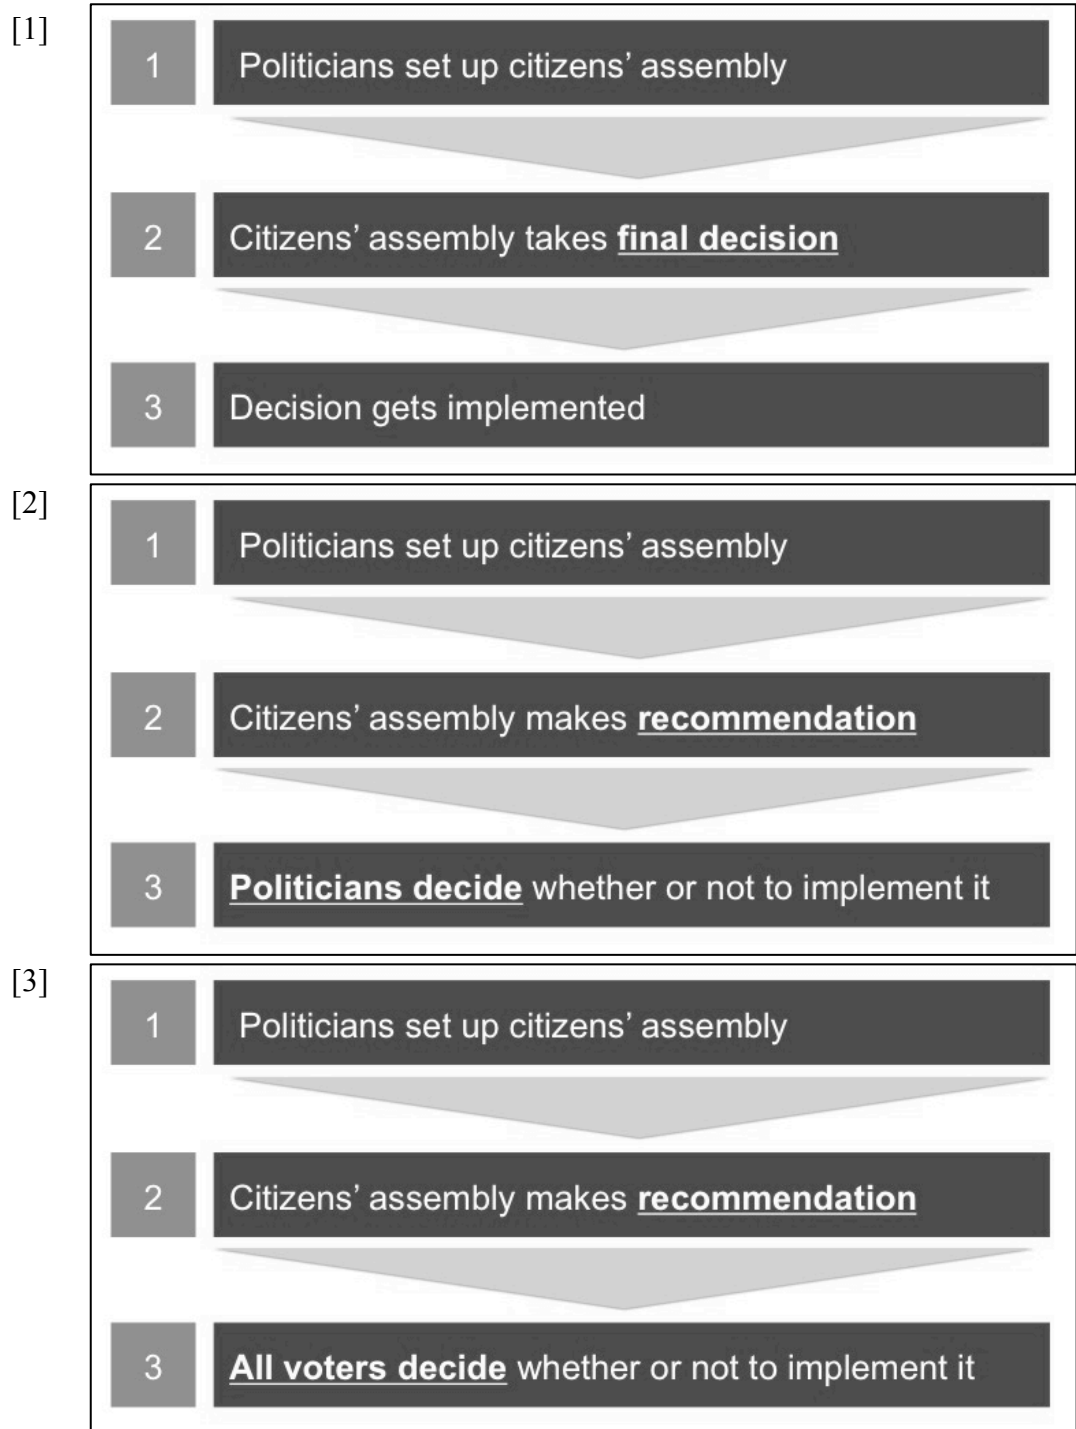 [1]
1 Politicians set up citizens’ assembly
2 Citizens’ assembly takes final decision
3 Decision gets implemented
[2]
1 Politicians set up citizens’ assembly
2 Citizens’ assembly makes recommendation
3 Politicians decide whether or not to implement it
[3]
1 Politicians set up citizens’ assembly
2 Citizens’ assembly makes recommendation
3 All voters decide whether or not to implement it